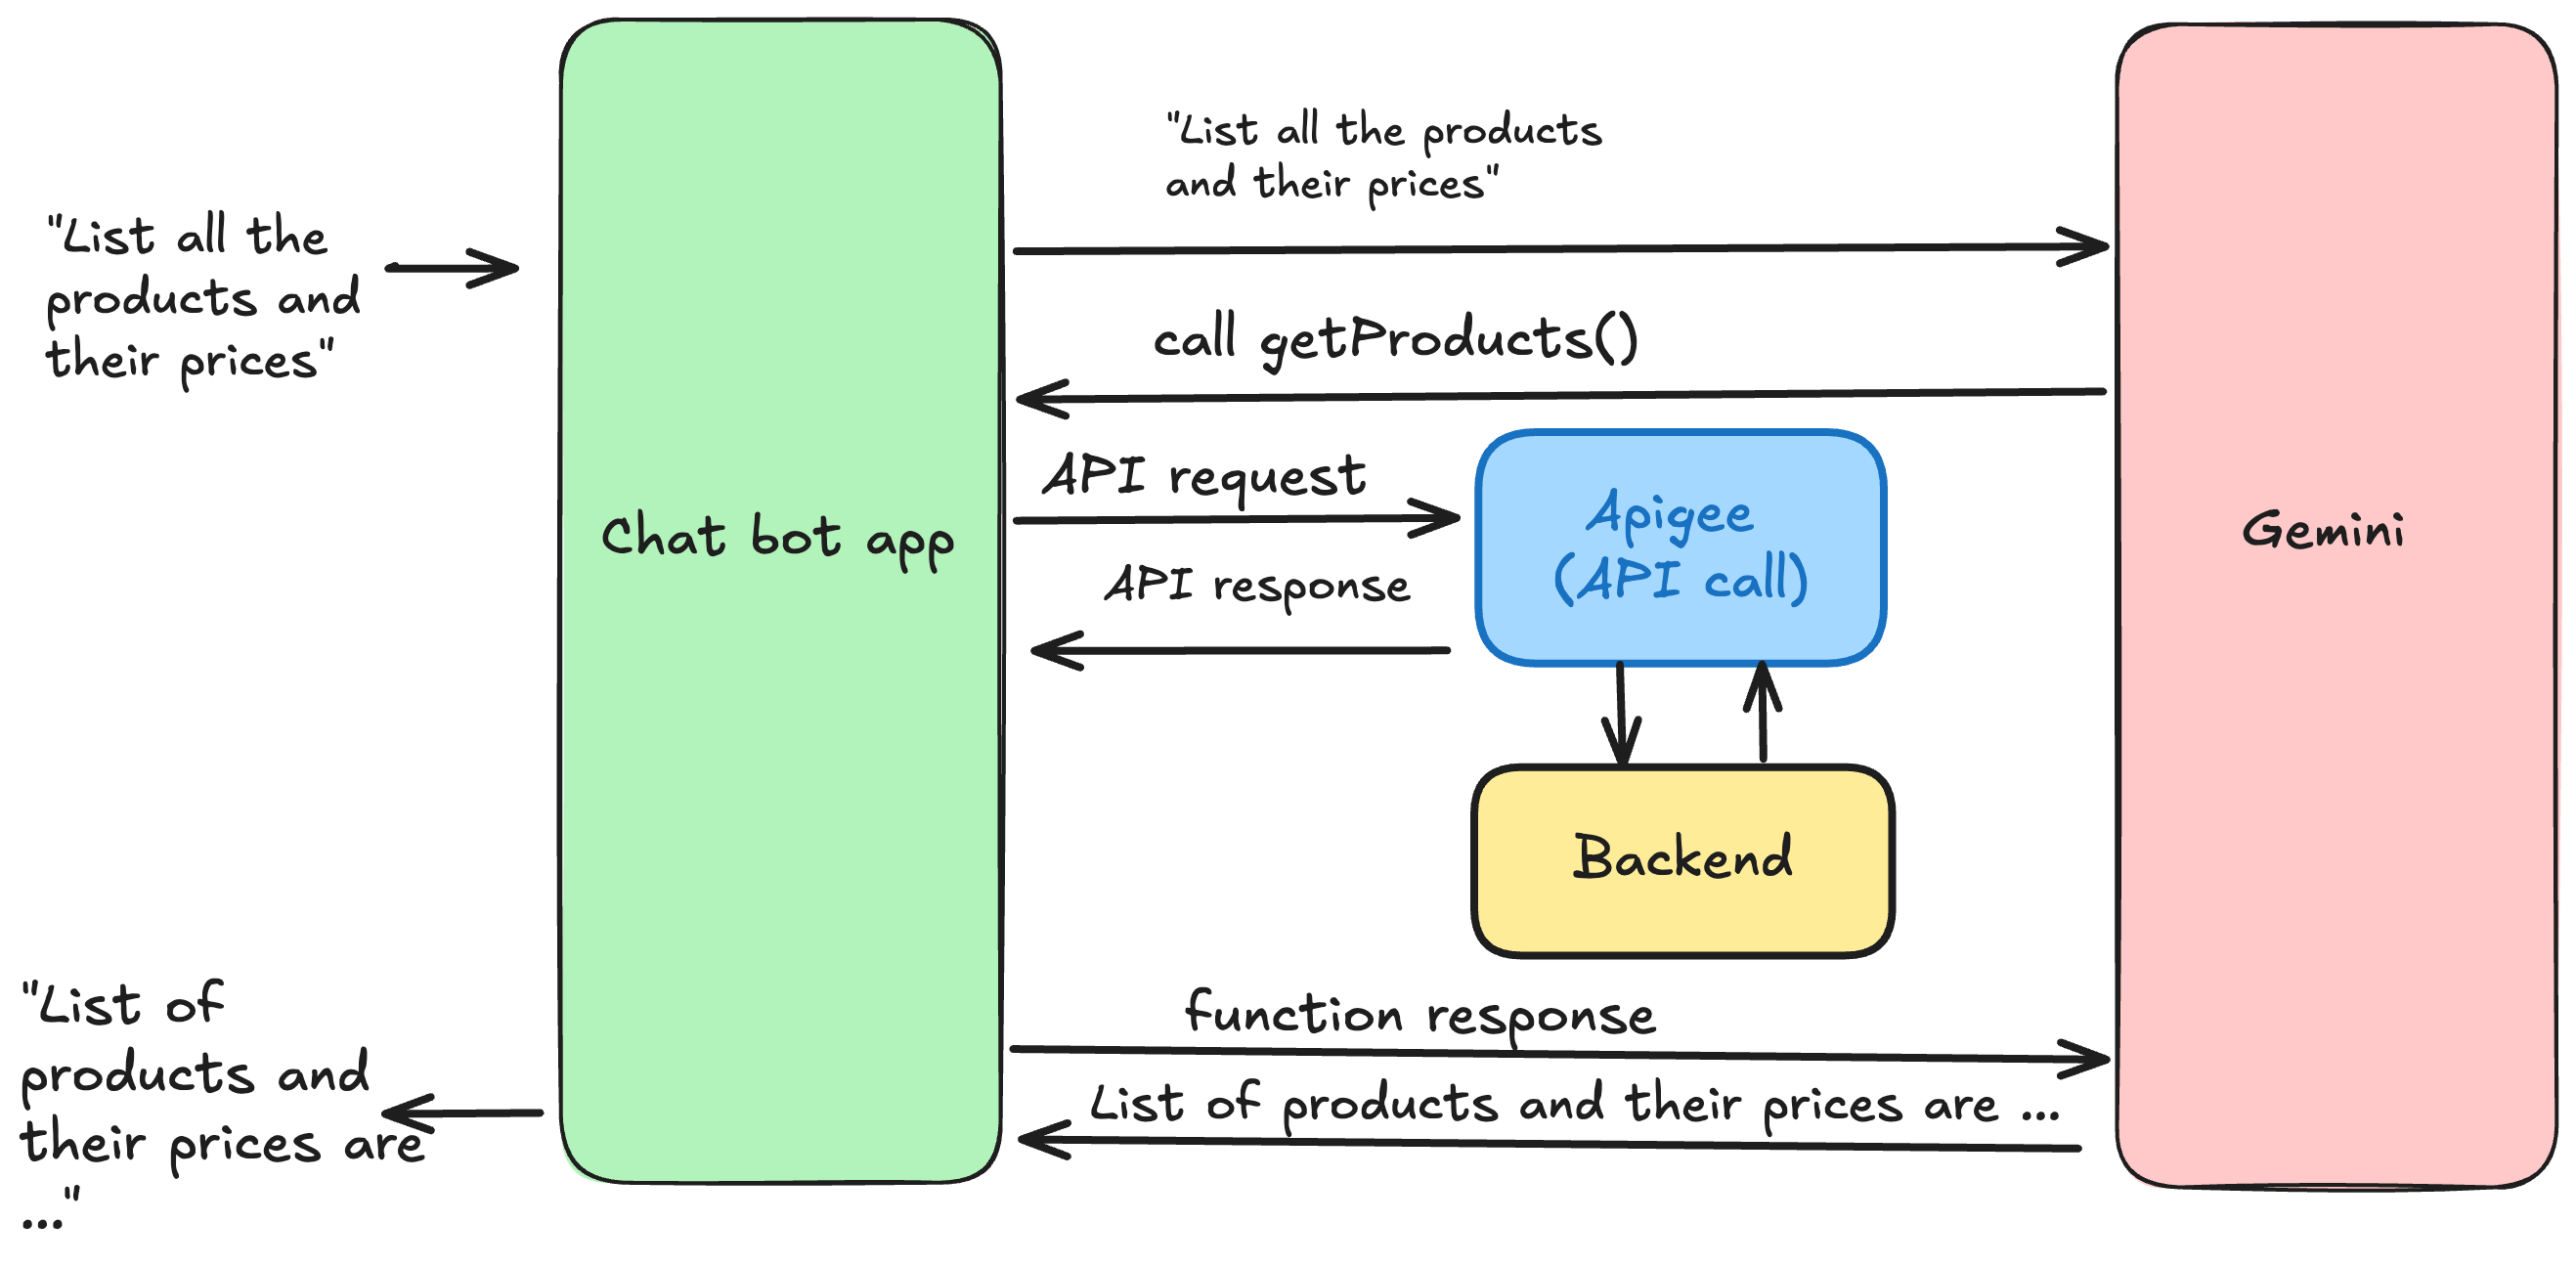 "List all the
products and
their prices"
Chat bot app
"List all the products
and their prices"
call getProducts()
API request
API response
Apigee
(API call)
Backend
Gemini
function response
List of products and their prices are ...
"List of
products and
their prices are
..."